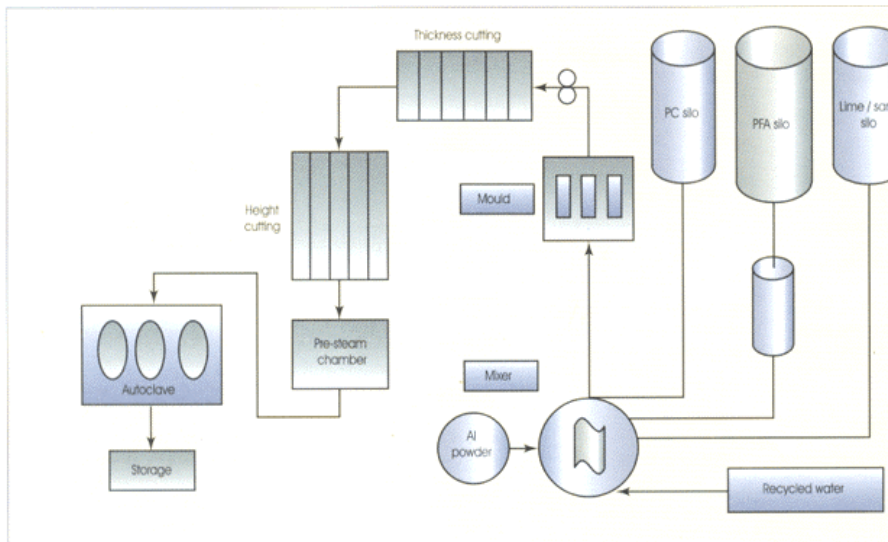 Thickness cutting
PC silo
PFA silo
Lime /
silo
Mould
Height
cutting
Pre-steam
chamber
Autoclave
Mixer
Al
powder
Storage
Recycled water